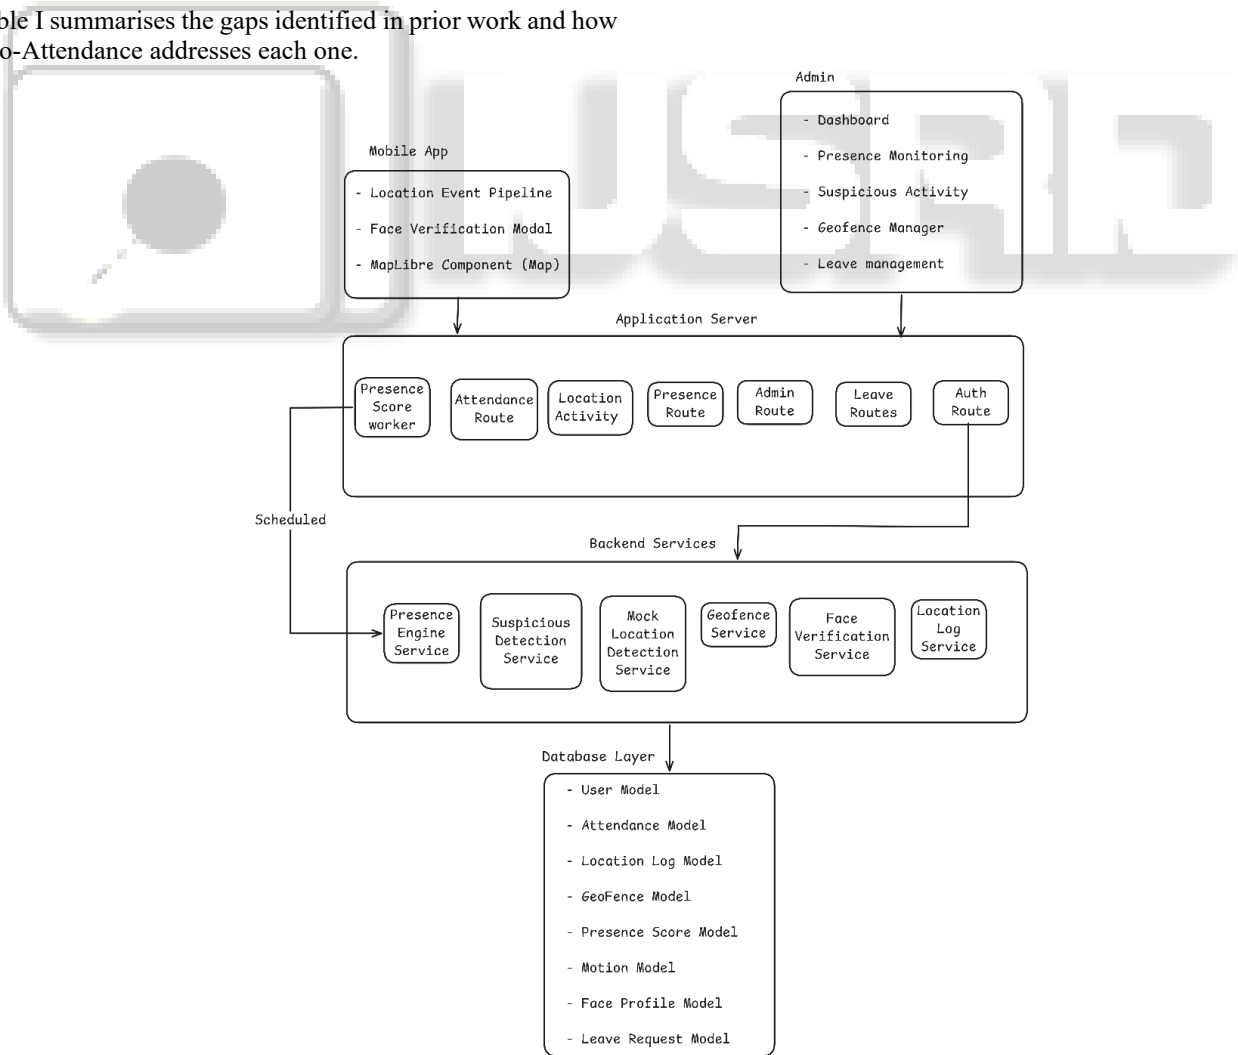 ble I summarises the gaps identified in prior work and how
o-Attendance addresses each one.
Admin
- Dashboard
- Presence Monitoring
- Suspicious Activity
- Geofence Manager
- Leave management
Mobile App
- Location Event Pipeline
- Face Verification Modal
- MapLibre Component (Map)
Application Server
Presence
Score
worker
Attendance
Route
Location
Activity
Presence
Route
Admin
Route
Leave
Routes
Auth
Route
Scheduled
Backend Services
Presence
Engine
Service
Suspicious
Detection
Service
Mock
Location
Detection
Service
Geofence
Service
Face
Verification
Service
Location
Log
Service
Database Layer
- User Model
- Attendance Model
- Location Log Model
- GeoFence Model
- Presence Score Model
- Motion Model
- Face Profile Model
- Leave Request Model